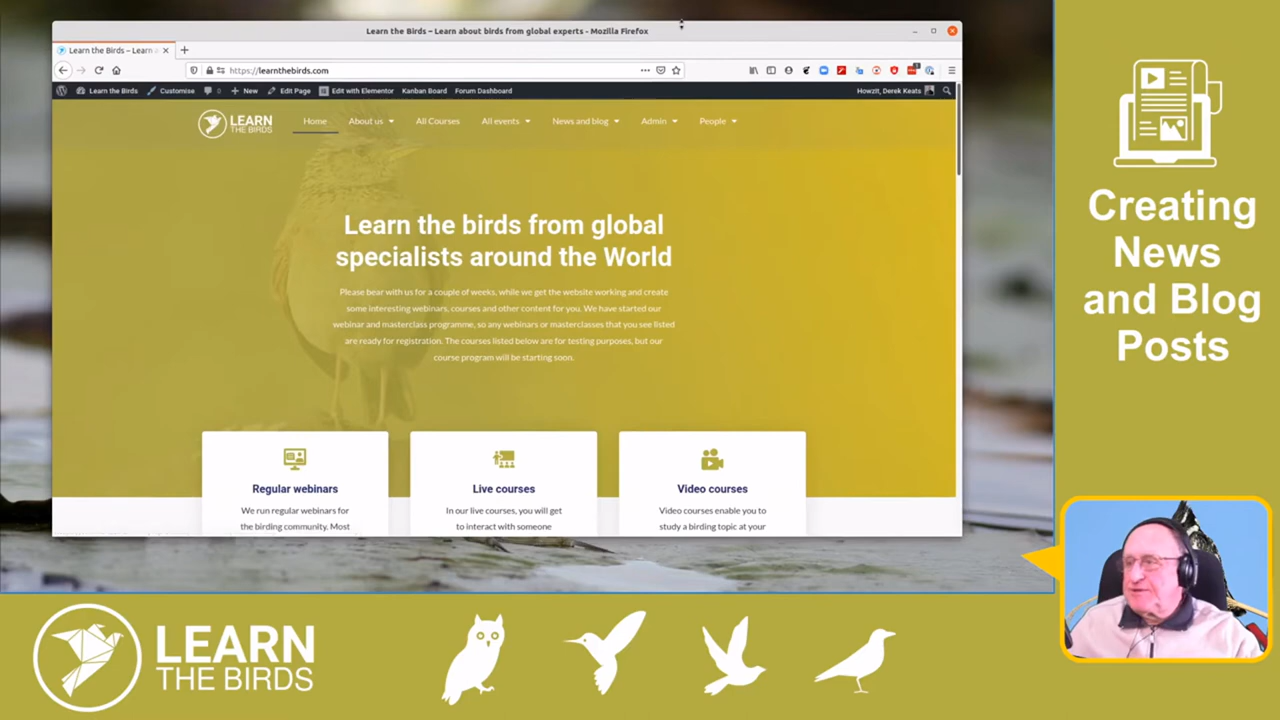 Learn the Birds – Learn about birds from global experts - Mozilla Firefox
Learn the Birds – Learn a
https://learnthebirds.com
Learn the Birds Customise 0 New Edit Page Edit with Elementor Kanban Board Forum Dashboard Howzit, Derek Keats
LEARN
THE BIRDS
Home About us All Courses All events News and blog Admin People
Learn the birds from global
specialists around the World
Please bear with us for a couple of weeks, while we get the website working and create
some interesting webinars, courses and other content for you. We have started our
webinar and masterclass programme, so any webinars or masterclasses that you see listed
are ready for registration. The courses listed below are for testing purposes, but our
course program will be starting soon.
Regular webinars
We run regular webinars for
the birding community. Most
Live courses
In our live courses, you will get
to interact with someone
Video courses
Video courses enable you to
study a birding topic at your
Creating
News
and Blog
Posts
LEARN
THE BIRDS